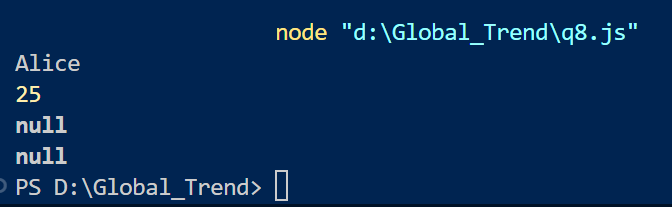 node "d:\Global_Trend\q8.js"
Alice
25
null
null
PS D:\Global_Trend>